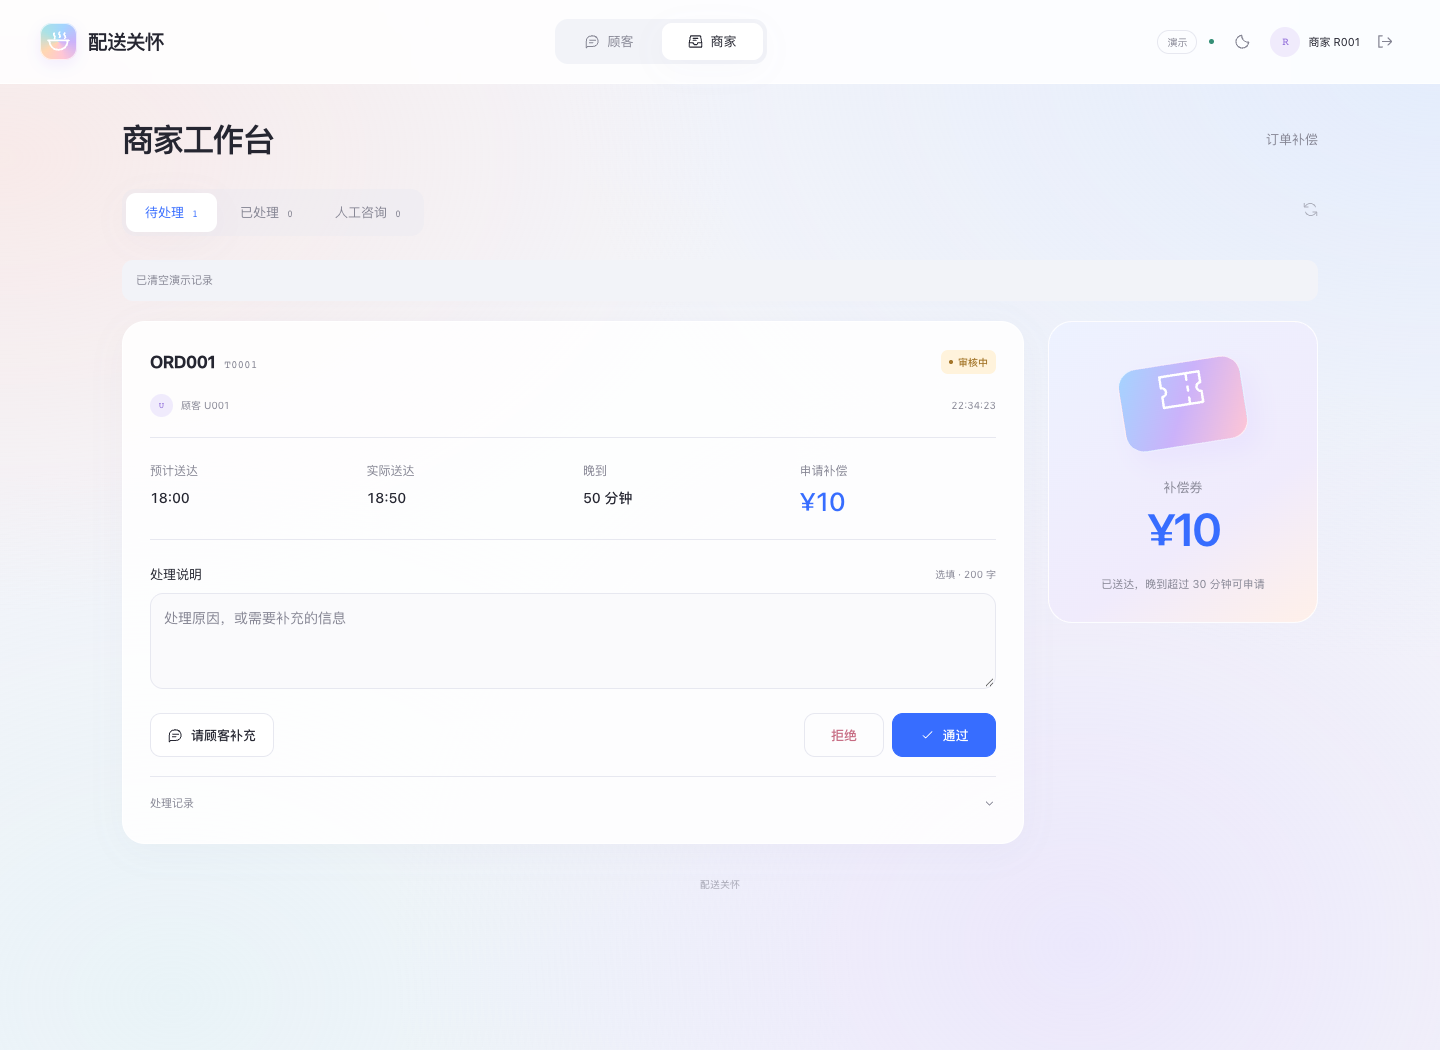 配送关怀
顾客
商家
演示
R
商家 R001
商家工作台
订单补偿
待处理 1
已处理 0
人工咨询 0
已清空演示记录
ORD001 T0001
审核中
U
顾客 U001
22:34:23
预计送达
18:00
实际送达
18:50
晚到
50 分钟
申请补偿
¥10
处理说明
选填 · 200 字
处理原因，或需要补充的信息
请顾客补充
拒绝
通过
处理记录
补偿券
¥10
已送达，晚到超过 30 分钟可申请
配送关怀